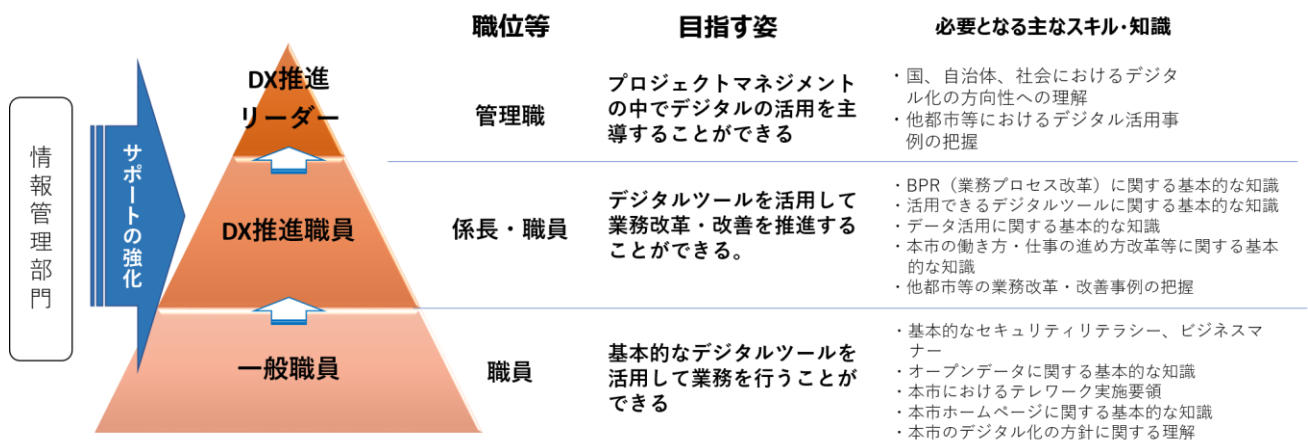 職位等
目指す姿
必要となる主なスキル・知識
情報管理部門
サポートの強化
DX推進
リーダー
管理職
プロジェクトマネジメント
の中でデジタルの活用を主
導することができる
・国、自治体、社会におけるデジタ
ル化の方向性への理解
・他都市等におけるデジタル活用事
例の把握
DX推進職員
係長・職員
デジタルツールを活用して
業務改革・改善を推進する
ことができる。
・BPR（業務プロセス改革）に関する基本的な知識
・活用できるデジタルツールに関する基本的な知識
・データ活用に関する基本的な知識
・本市の働き方・仕事の進め方改革等に関する基本
的な知識
・他都市等の業務改革・改善事例の把握
一般職員
職員
基本的なデジタルツールを
活用して業務を行うことが
できる
・基本的なセキュリティリテラシー、ビジネスマ
ナー
・オープンデータに関する基本的な知識
・本市におけるテレワーク実施要領
・本市ホームページに関する基本的な知識
・本市のデジタル化の方針に関する理解